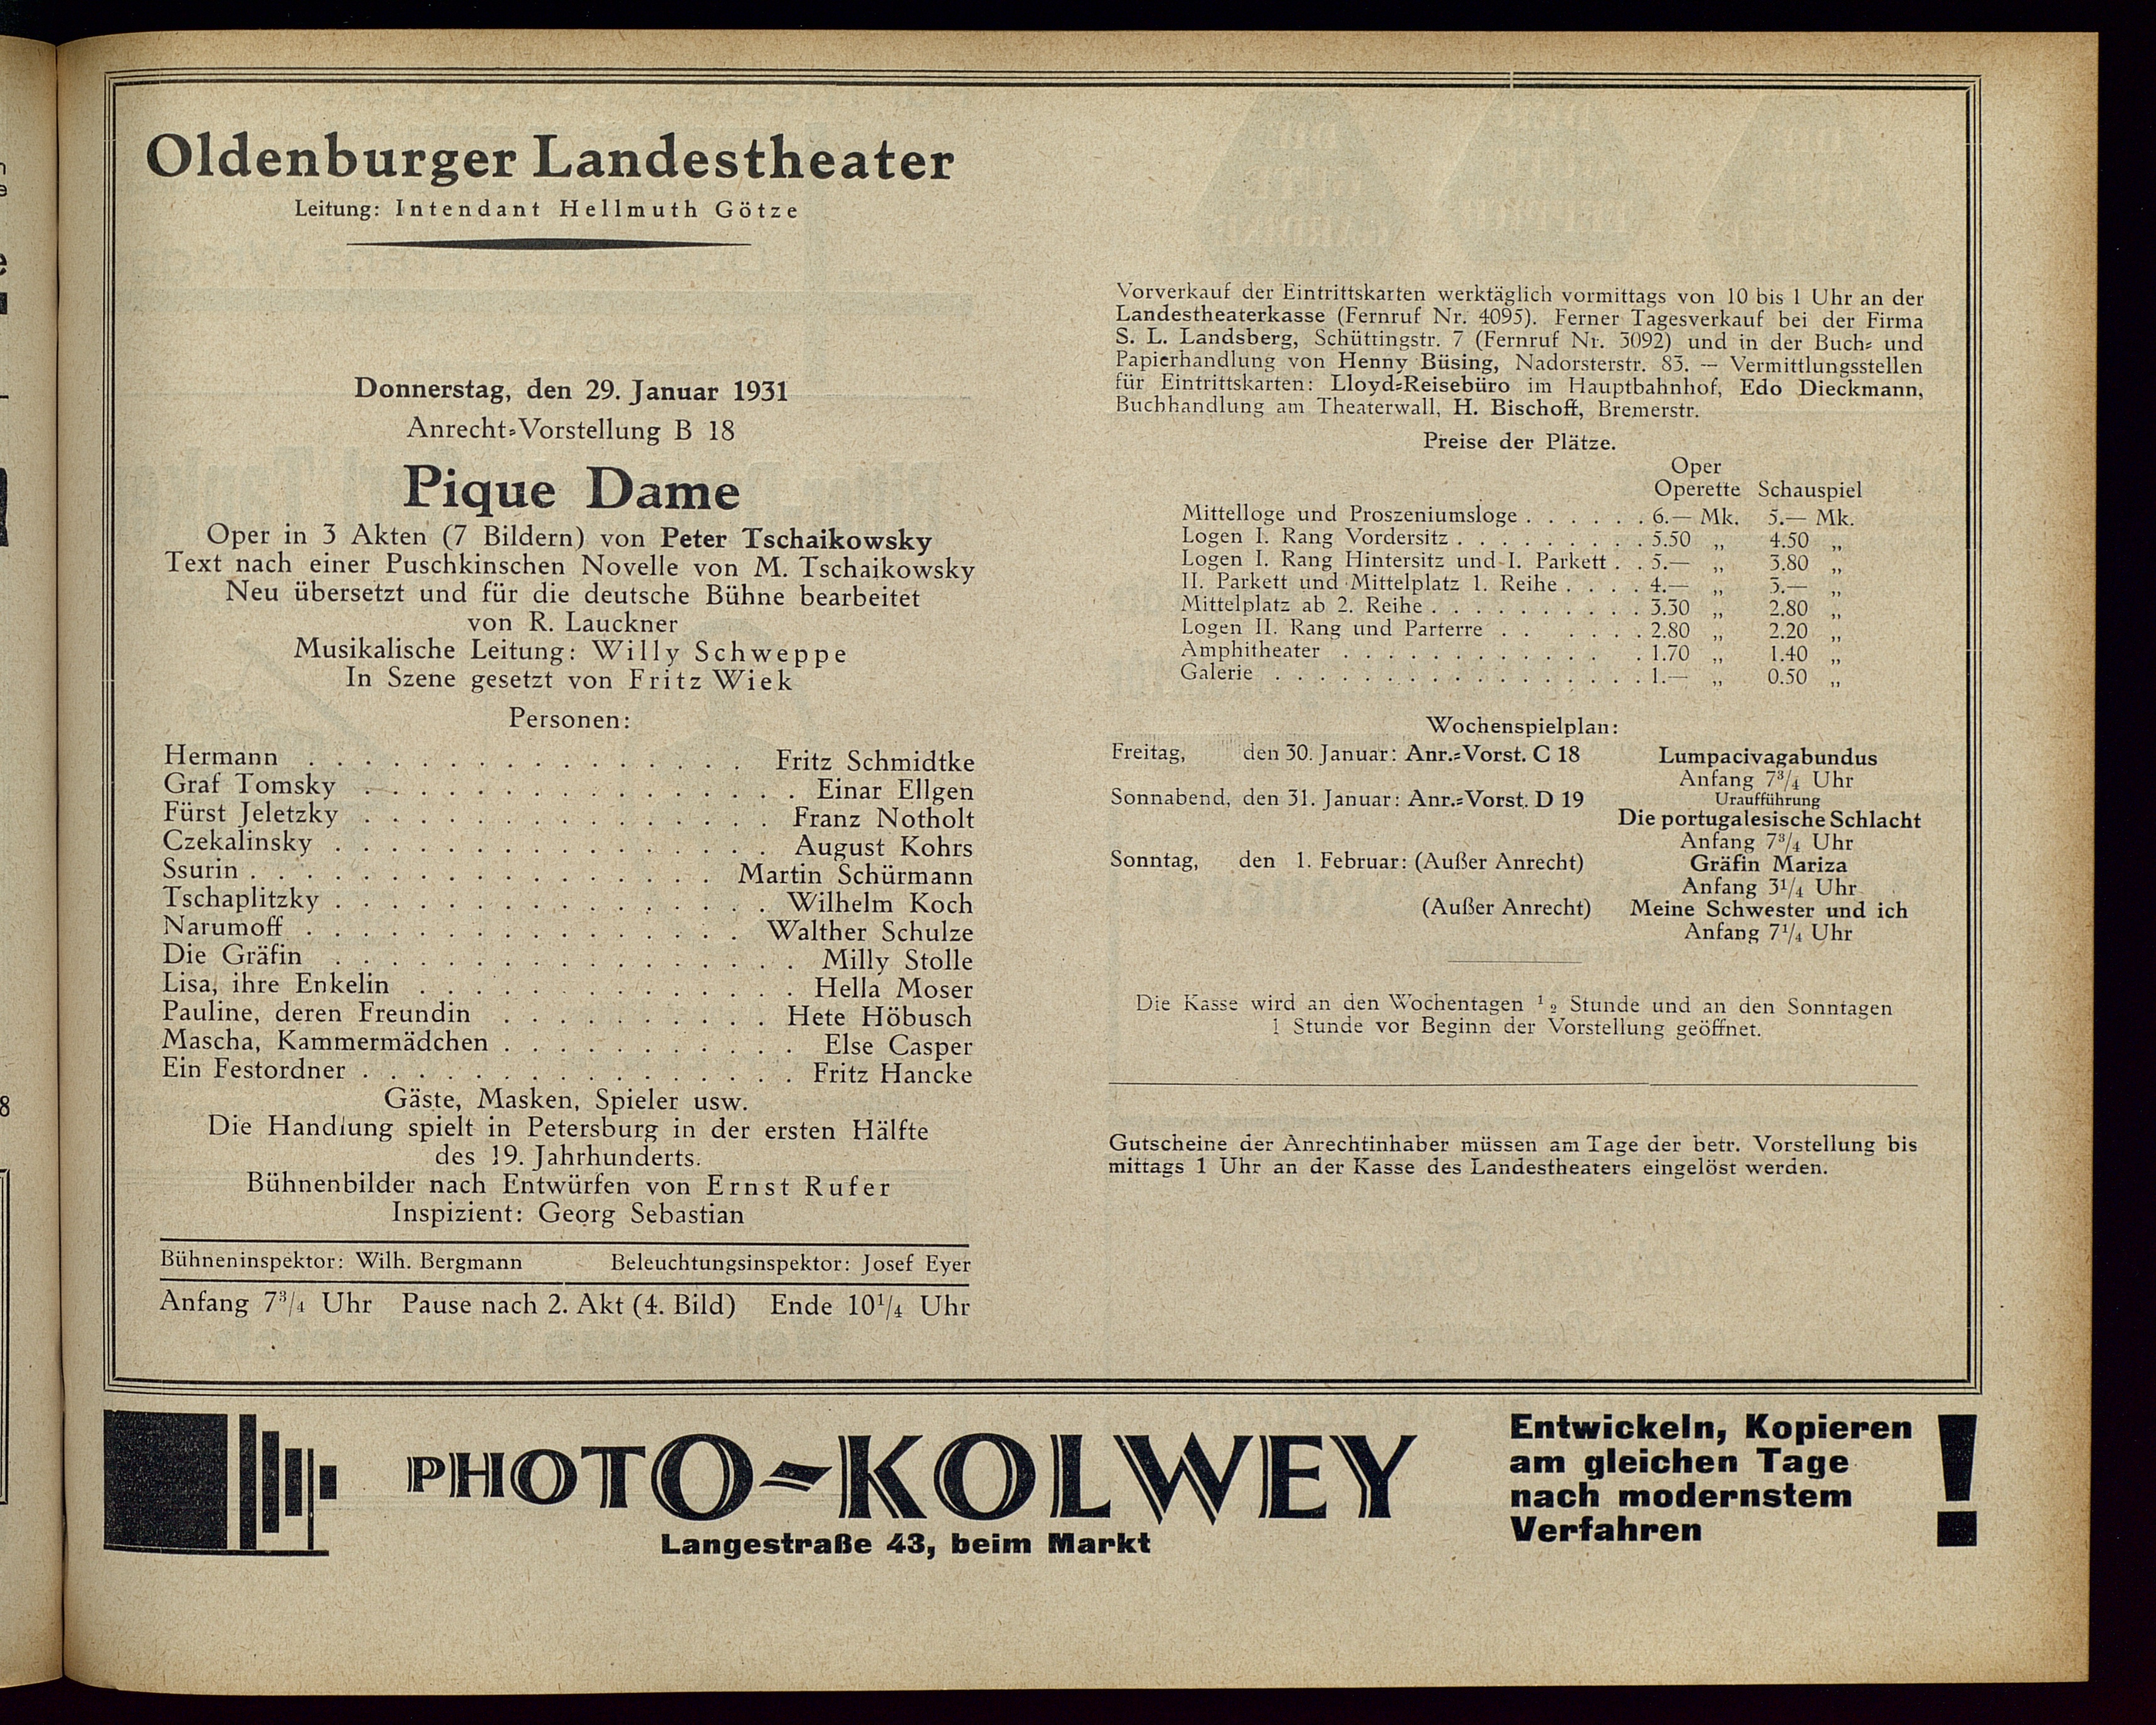 Oldenburger Landestheater
Leitung: Intendant Hellmuth Götze
Donnerstag, den 29. Januar 1931
Anrecht-Vorstellung B 18
Pique Dame
Oper in 3 Akten (7 Bildern) von Peter Tschaikowsky
Text nach einer Puschkinschen Novelle von M. Tschaikowsky
Neu übersetzt und für die deutsche Bühne bearbeitet
von R. Lauckner
Musikalische Leitung: Willy Schweppe
In Szene gesetzt von Fritz Wiek
Personen:
Hermann . . . . . . . . . . . . . . . . Fritz Schmidtke
Graf Tomsky . . . . . . . . . . . . . . . . Einar Ellgen
Fürst Jeletzky . . . . . . . . . . . . . . . Franz Notholt
Czekalinsky . . . . . . . . . . . . . . . . August Kohrs
Ssurin . . . . . . . . . . . . . . . . . Martin Schürmann
Tschaplitzky . . . . . . . . . . . . . . . . Wilhelm Koch
Narumoff . . . . . . . . . . . . . . . . Walther Schulze
Die Gräfin . . . . . . . . . . . . . . . . . Milly Stolle
Lisa, ihre Enkelin . . . . . . . . . . . . . . Hella Moser
Pauline, deren Freundin . . . . . . . . . . Hete Höbusch
Mascha, Kammermädchen . . . . . . . . . . . Else Casper
Ein Festordner . . . . . . . . . . . . . . . . Fritz Hancke
Gäste, Masken, Spieler usw.
Die Handlung spielt in Petersburg in der ersten Hälfte
des 19. Jahrhunderts.
Bühnenbilder nach Entwürfen von Ernst Rufer
Inspizient: Georg Sebastian
Bühneninspektor: Wilh. Bergmann Beleuchtungsinspektor: Josef Eyer
Anfang 7¾ Uhr Pause nach 2. Akt (4. Bild) Ende 10¼ Uhr
Vorverkauf der Eintrittskarten werktäglich vormittags von 10 bis 1 Uhr an der
Landestheaterkasse (Fernruf Nr. 4095). Ferner Tagesverkauf bei der Firma
S. L. Landsberg, Schüttingstr. 7 (Fernruf Nr. 3092) und in der Buch- und
Papierhandlung von Henny Büsing, Nadorsterstr. 83. — Vermittlungsstellen
für Eintrittskarten: Lloyd-Reisebüro im Hauptbahnhof, Edo Dieckmann,
Buchhandlung am Theaterwall, H. Bischoff, Bremerstr.
Preise der Plätze.
Oper
Operette Schauspiel
Mittelloge und Proszeniumsloge . . . . . . 6.— Mk. 5.— Mk.
Logen I. Rang Vordersitz . . . . . . . . . 5.50 „ 4.50 „
Logen I. Rang Hintersitz und I. Parkett . . 5.— „ 3.80 „
II. Parkett und Mittelplatz 1. Reihe . . . . 4.— „ 3.— „
Mittelplatz ab 2. Reihe . . . . . . . . . . 3.30 „ 2.80 „
Logen II. Rang und Parterre . . . . . . 2.80 „ 2.20 „
Amphitheater . . . . . . . . . . . . . 1.70 „ 1.40 „
Galerie . . . . . . . . . . . . . . . . . 1.— „ 0.50 „
Wochenspielplan:
Freitag, den 30. Januar: Anr.-Vorst. C 18 Lumpacivagabundus
Anfang 7¾ Uhr
Sonnabend, den 31. Januar: Anr.-Vorst. D 19 Uraufführung
Die portugalesische Schlacht
Anfang 7¾ Uhr
Sonntag, den 1. Februar: (Außer Anrecht) Gräfin Mariza
Anfang 3¼ Uhr
(Außer Anrecht) Meine Schwester und ich
Anfang 7¼ Uhr
Die Kasse wird an den Wochentagen ½ Stunde und an den Sonntagen
1 Stunde vor Beginn der Vorstellung geöffnet.
Gutscheine der Anrechtinhaber müssen am Tage der betr. Vorstellung bis
mittags 1 Uhr an der Kasse des Landestheaters eingelöst werden.
PHOTO-KOLWEY
Langestraße 43, beim Markt
Entwickeln, Kopieren
am gleichen Tage
nach modernstem
Verfahren !